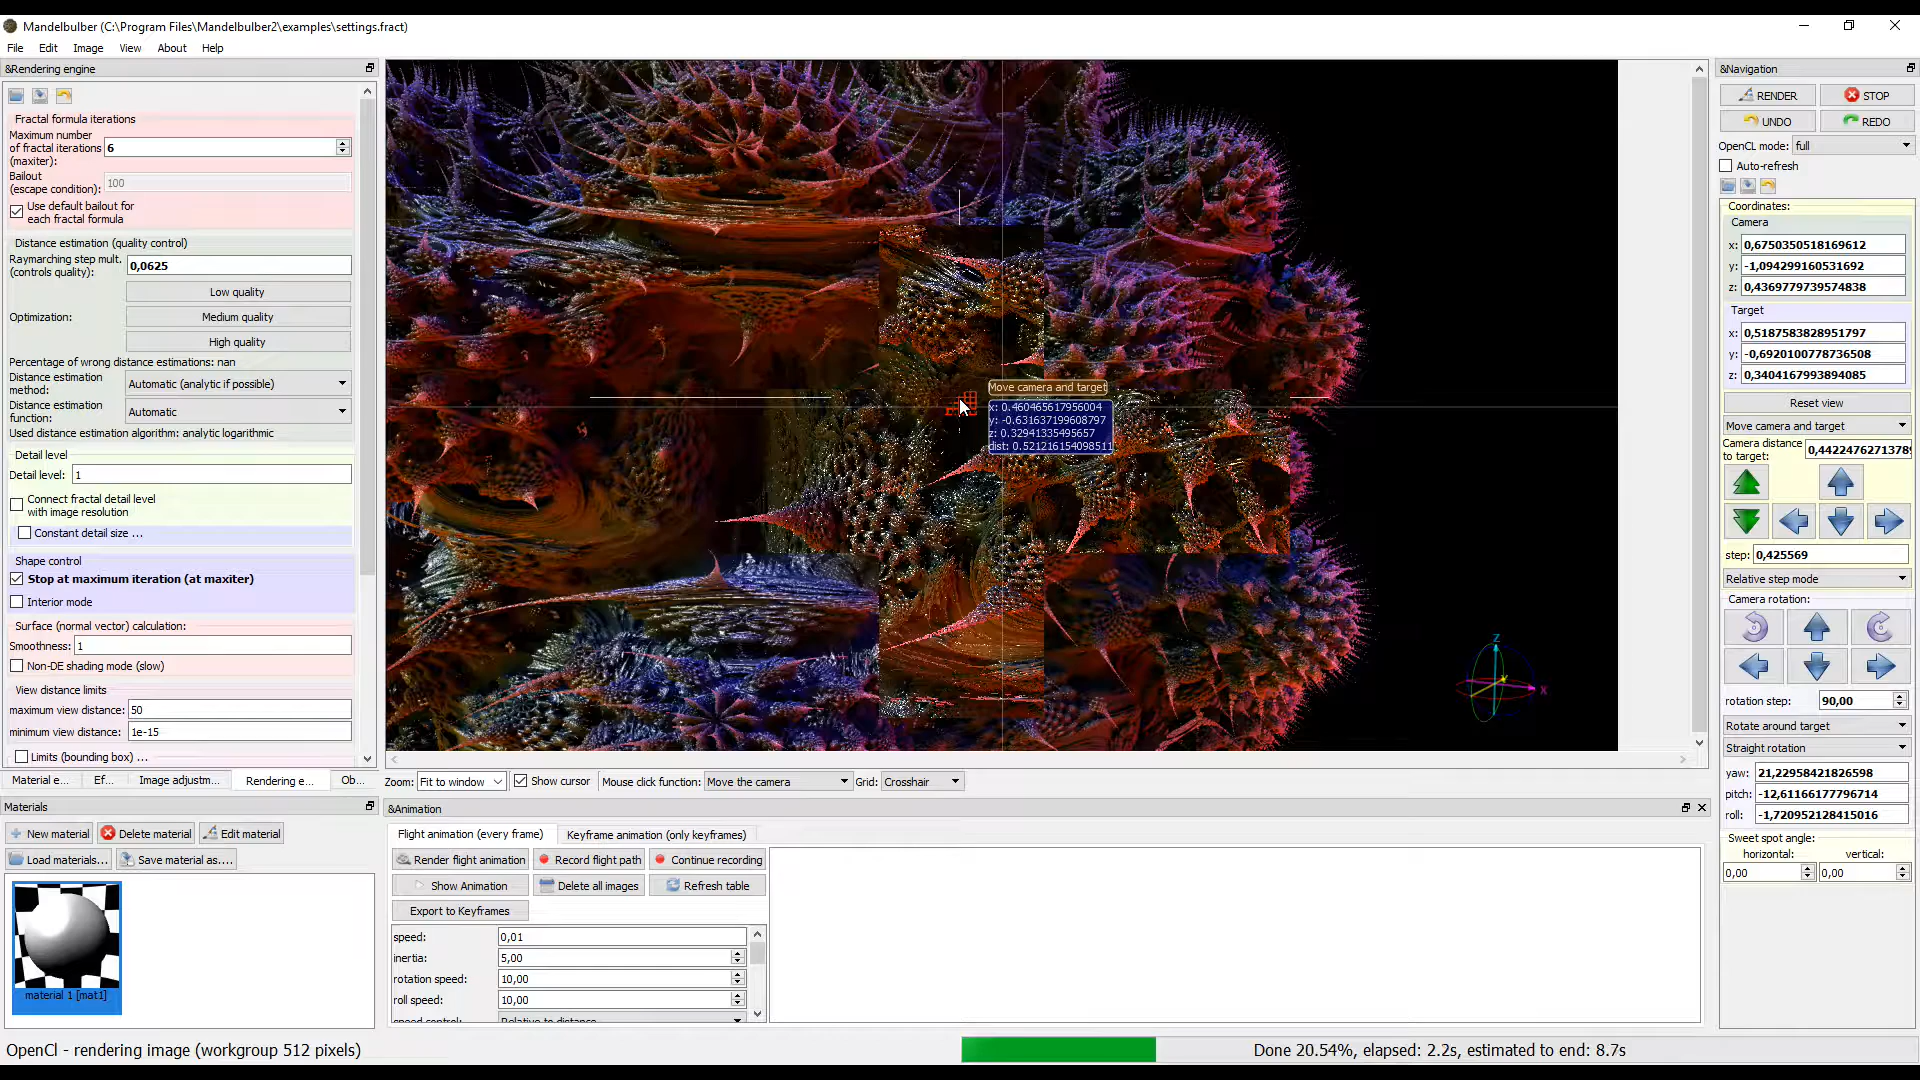 Mandelbulber (C:\Program Files\Mandelbulber2\examples\settings.fract)
File Edit Image View About Help
&Rendering engine
Fractal formula iterations
Maximum number
of fractal iterations
(maxiter):
6
Bailout
(escape condition):
100
Use default bailout for
each fractal formula
Distance estimation (quality control)
Raymarching step mult.
(controls quality):
0,0625
Low quality
Optimization:
Medium quality
High quality
Percentage of wrong distance estimations: nan
Distance estimation
method:
Automatic (analytic if possible)
Distance estimation
function:
Automatic
Used distance estimation algorithm: analytic logarithmic
Detail level
Detail level: 1
Connect fractal detail level
with image resolution
Constant detail size ...
Shape control
Stop at maximum iteration (at maxiter)
Interior mode
Surface (normal vector) calculation:
Smoothness: 1
Non-DE shading mode (slow)
View distance limits
maximum view distance: 50
minimum view distance: 1e-15
Limits (bounding box) ...
Material e... Ef... Image adjustm... Rendering e... Ob...
Materials
New material Delete material Edit material
Load materials... Save material as....
material 1 [mat1]
Move camera and target
x: 0.460465617956004
y: -0.631637199608797
z: 0.32941335495657
dist: 0.521216154098511
z
x
Zoom: Fit to window Show cursor Mouse click function: Move the camera Grid: Crosshair
&Animation
Flight animation (every frame) Keyframe animation (only keyframes)
Render flight animation Record flight path Continue recording
Show Animation Delete all images Refresh table
Export to Keyframes
speed: 0,01
inertia: 5,00
rotation speed: 10,00
roll speed: 10,00
speed control: Relative to distance
&Navigation
RENDER STOP
UNDO REDO
OpenCL mode: full
Auto-refresh
Coordinates:
Camera
x: 0,6750350518169612
y: -1,094299160531692
z: 0,4369779739574838
Target
x: 0,5187583828951797
y: -0,6920100778736508
z: 0,3404167993894085
Reset view
Move camera and target
Camera distance
to target:
0,4422476271378
step: 0,425569
Relative step mode
Camera rotation:
rotation step: 90,00
Rotate around target
Straight rotation
yaw: 21,22958421826598
pitch: -12,61166177796714
roll: -1,720952128415016
Sweet spot angle:
horizontal: vertical:
0,00 0,00
OpenCl - rendering image (workgroup 512 pixels)
Done 20.54%, elapsed: 2.2s, estimated to end: 8.7s